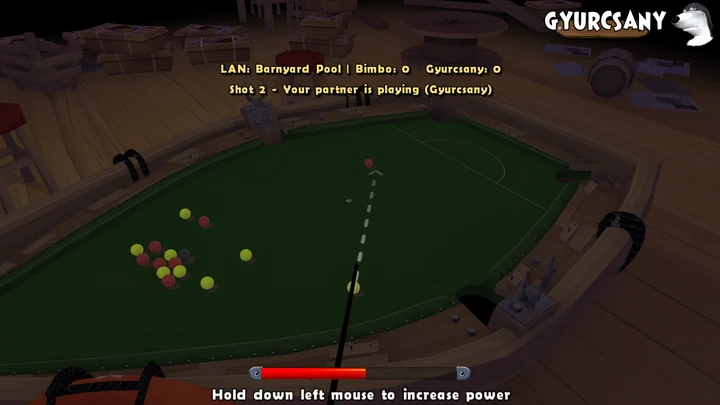 GYURCSANY
LAN: Barnyard Pool | Bimbo: 0 Gyurcsany: 0
Shot 2 - Your partner is playing (Gyurcsany)
Hold down left mouse to increase power